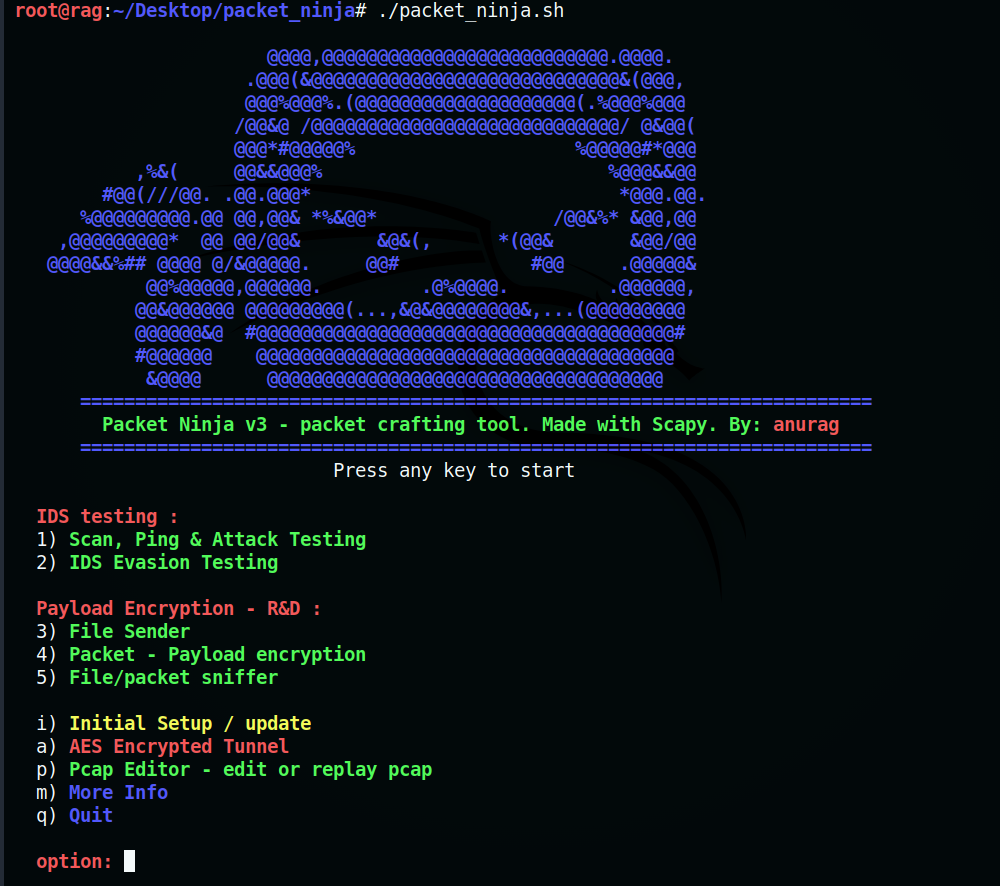 root@rag:~/Desktop/packet_ninja# ./packet_ninja.sh
@@@@,@@@@@@@@@@@@@@@@@@@@@@@@@@.@@@@.
.@@@(&@@@@@@@@@@@@@@@@@@@@@@@@@@@@&(@@@,
@@@%@@@%.(@@@@@@@@@@@@@@@@@@@@(.%@@@%@@@
/@@&@ /@@@@@@@@@@@@@@@@@@@@@@@@@@@@/ @&@@(
@@@*#@@@@@%                    %@@@@@#*@@@
,%&(     @@&&@@@%                          %@@@&&@@
#@@(///@@. .@@.@@@*                            *@@@.@@.
%@@@@@@@@@.@@ @@,@@& *%&@@*                /@@&%* &@@,@@
,@@@@@@@@@*  @@ @@/@@&       &@&(,      *(@@&       &@@/@@
@@@@&&%## @@@@ @/&@@@@@.     @@#            #@@     .@@@@@&
@@%@@@@@,@@@@@@.         .@%@@@@.         .@@@@@@,
@@&@@@@@@ @@@@@@@@@(...,&@&@@@@@@@@&,...(@@@@@@@@@
@@@@@@&@  #@@@@@@@@@@@@@@@@@@@@@@@@@@@@@@@@@@@@@@#
#@@@@@@    @@@@@@@@@@@@@@@@@@@@@@@@@@@@@@@@@@@@@@
&@@@@      @@@@@@@@@@@@@@@@@@@@@@@@@@@@@@@@@@@@
========================================================================
Packet Ninja v3 - packet crafting tool. Made with Scapy. By: anurag
========================================================================
Press any key to start
IDS testing :
1) Scan, Ping & Attack Testing
2) IDS Evasion Testing
Payload Encryption - R&D :
3) File Sender
4) Packet - Payload encryption
5) File/packet sniffer
i) Initial Setup / update
a) AES Encrypted Tunnel
p) Pcap Editor - edit or replay pcap
m) More Info
q) Quit
option: